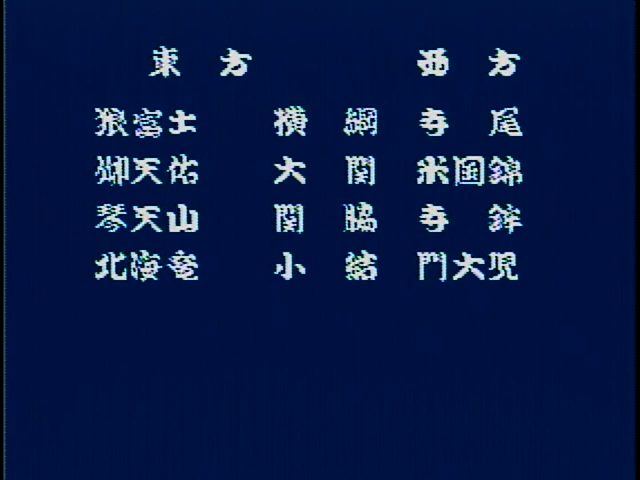 東 方 西 方
狼富士 横 綱 寺 尾
御天佑 大 関 米国錦
琴天山 関 脇 寺 鉾
北海竜 小 結 門大児